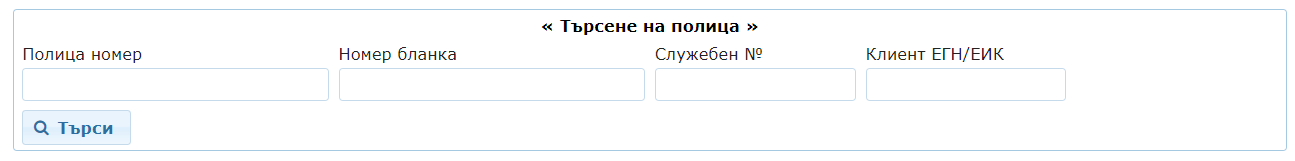 « Търсене на полица »
Полица номер Номер бланка Служебен № Клиент ЕГН/ЕИК
Търси